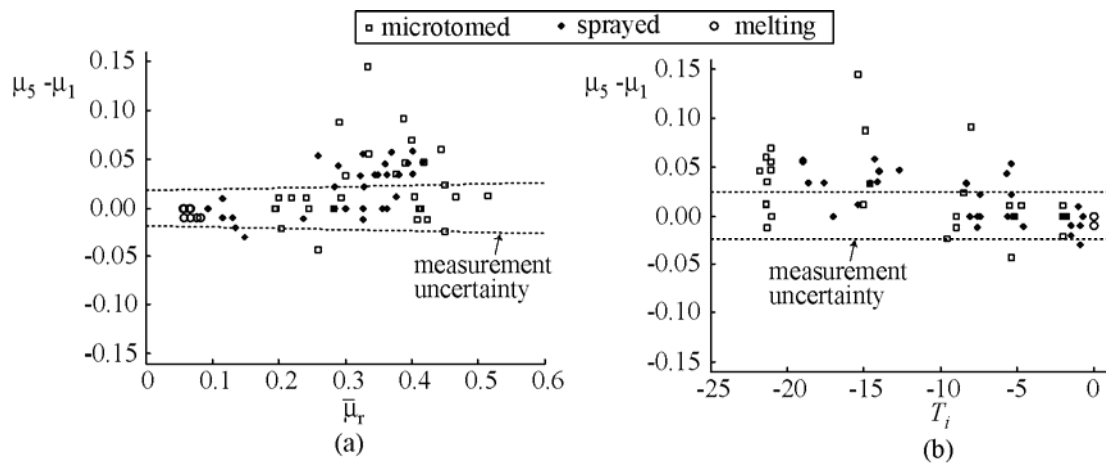 microtomed sprayed melting
0.15
μ5 -μ1
0.10
0.05
0.00
-0.05
-0.10
-0.15
measurement
uncertainty
0 0.1 0.2 0.3 0.4 0.5 0.6
μ̅r
(a)
0.15
μ5 -μ1
0.10
0.05
0.00
-0.05
-0.10
-0.15
measurement
uncertainty
-25 -20 -15 -10 -5 0
Ti
(b)